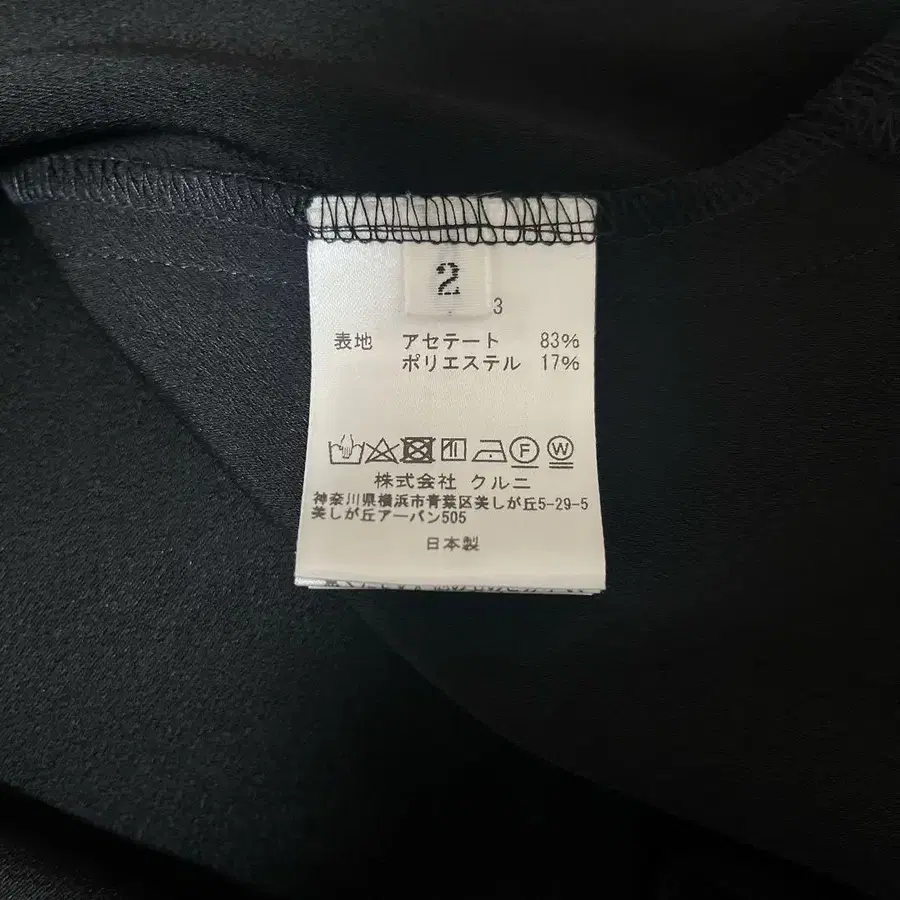 2
3
表地 アセテート 83%
ポリエステル 17%
F W
株式会社 クルニ
神奈川県横浜市青葉区美しが丘5-29-5
美しが丘アーバン505
日本製